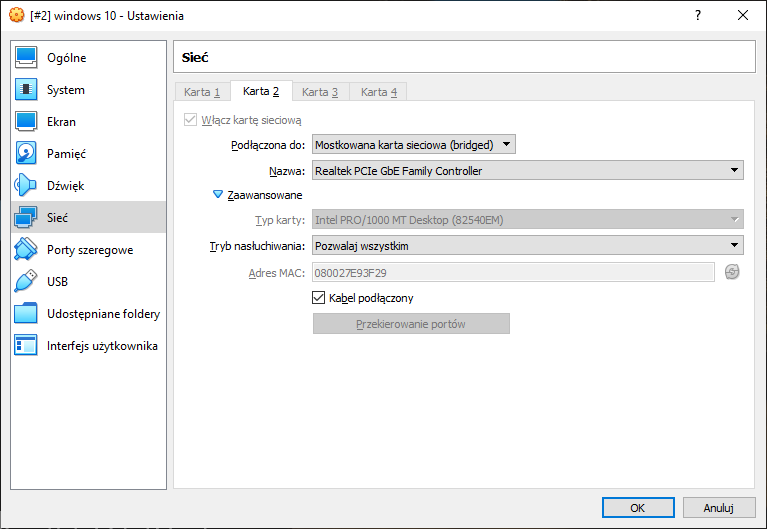 [#2] windows 10 - Ustawienia
?
Ogólne
System
Ekran
Pamięć
Dźwięk
Sieć
Porty szeregowe
USB
Udostępniane foldery
Interfejs użytkownika
Sieć
Karta 1 Karta 2 Karta 3 Karta 4
Włącz kartę sieciową
Podłączona do: Mostkowana karta sieciowa (bridged)
Nazwa: Realtek PCIe GbE Family Controller
Zaawansowane
Typ karty: Intel PRO/1000 MT Desktop (82540EM)
Tryb nasłuchiwania: Pozwalaj wszystkim
Adres MAC: 080027E93F29
Kabel podłączony
Przekierowanie portów
OK Anuluj